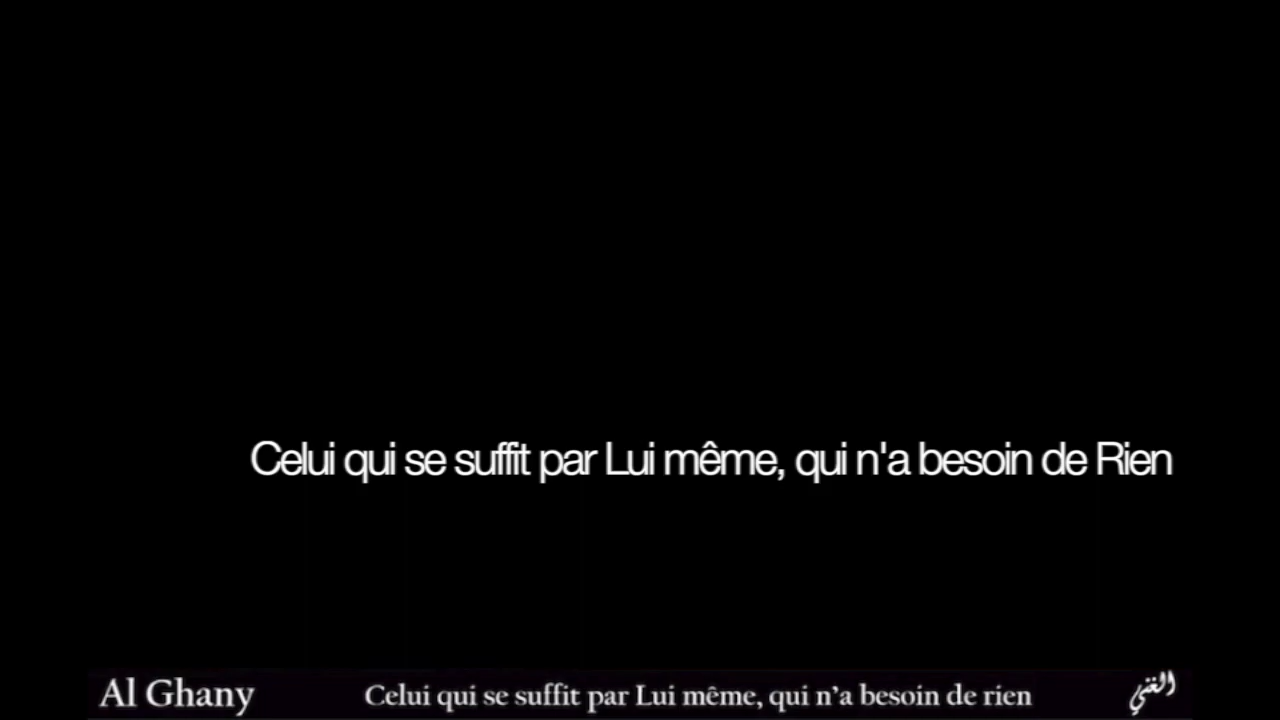 Celui qui se suffit par Lui même, qui n'a besoin de Rien
Al Ghany Celui qui se suffit par Lui même, qui n’a besoin de rien الغني